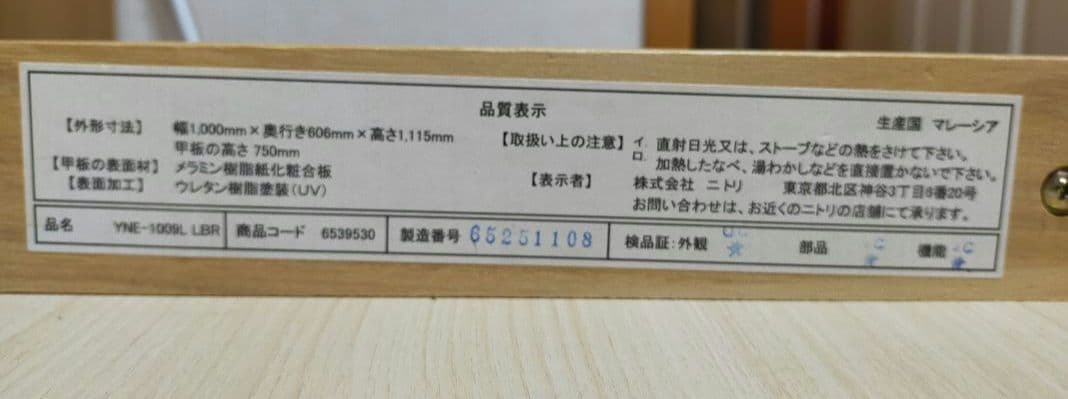 品質表示
生産国 マレーシア
【外形寸法】 幅1,000mm×奥行き606mm×高さ1,115mm
甲板の高さ 750mm
【甲板の表面材】 メラミン樹脂紙化粧合板
【表面加工】 ウレタン樹脂塗装(UV)
【取扱い上の注意】 イ. 直射日光又は、ストーブなどの熱をさけて下さい。
ロ. 加熱したなべ、湯わかしなどを直接置かないで下さい。
【表示者】 株式会社 ニトリ 東京都北区神谷3丁目6番20号
お問い合わせは、お近くのニトリの店舗にて承ります。
品名 YNE-1009L LBR 商品コード 6539530 製造番号 65251108 検品証:外観 部品 機能